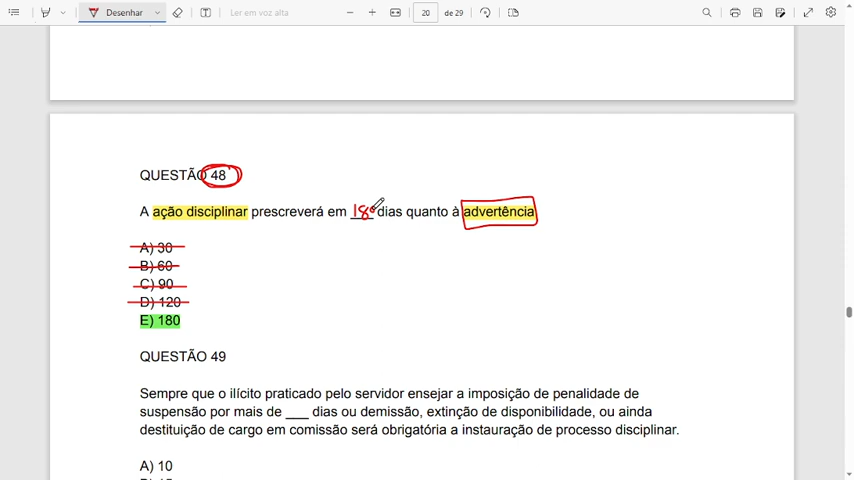 Desenhar
Ler em voz alta
20
de 29
QUESTÃO 48
A ação disciplinar prescreverá em 180 dias quanto à advertência
A) 30
B) 60
C) 90
D) 120
E) 180
QUESTÃO 49
Sempre que o ilícito praticado pelo servidor ensejar a imposição de penalidade de
suspensão por mais de ___ dias ou demissão, extinção de disponibilidade, ou ainda
destituição de cargo em comissão será obrigatória a instauração de processo disciplinar.
A) 10